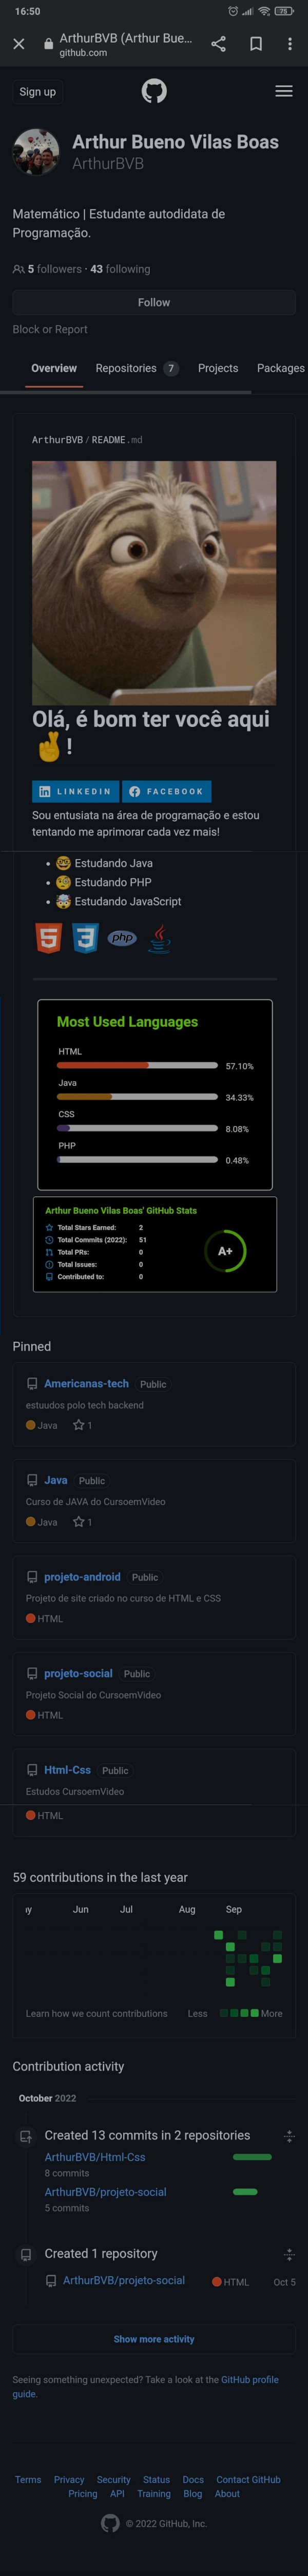 16:50
75
ArthurBVB (Arthur Bue...
github.com
Sign up
Arthur Bueno Vilas Boas
ArthurBVB
Matemático | Estudante autodidata de
Programação.
5 followers · 43 following
Follow
Block or Report
Overview Repositories 7 Projects Packages
ArthurBVB / README.md
Olá, é bom ter você aqui
🤞!
LINKEDIN FACEBOOK
Sou entusiasta na área de programação e estou
tentando me aprimorar cada vez mais!
• 🤓 Estudando Java
• 🧐 Estudando PHP
• 🤯 Estudando JavaScript
5 3 php
Most Used Languages
HTML
57.10%
Java
34.33%
CSS
8.08%
PHP
0.48%
Arthur Bueno Vilas Boas' GitHub Stats
Total Stars Earned: 2
Total Commits (2022): 51
Total PRs: 0
Total Issues: 0
Contributed to: 0
A+
Pinned
Americanas-tech Public
estuudos polo tech backend
Java 1
Java Public
Curso de JAVA do CursoemVideo
Java 1
projeto-android Public
Projeto de site criado no curso de HTML e CSS
HTML
projeto-social Public
Projeto Social do CursoemVideo
HTML
Html-Css Public
Estudos CursoemVideo
HTML
59 contributions in the last year
Jun Jul Aug Sep
Learn how we count contributions Less More
Contribution activity
October 2022
Created 13 commits in 2 repositories
ArthurBVB/Html-Css
8 commits
ArthurBVB/projeto-social
5 commits
Created 1 repository
ArthurBVB/projeto-social HTML Oct 5
Show more activity
Seeing something unexpected? Take a look at the GitHub profile
guide.
Terms Privacy Security Status Docs Contact GitHub
Pricing API Training Blog About
© 2022 GitHub, Inc.